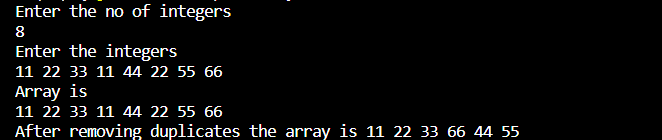 Enter the no of integers
8
Enter the integers
11 22 33 11 44 22 55 66
Array is
11 22 33 11 44 22 55 66
After removing duplicates the array is 11 22 33 66 44 55